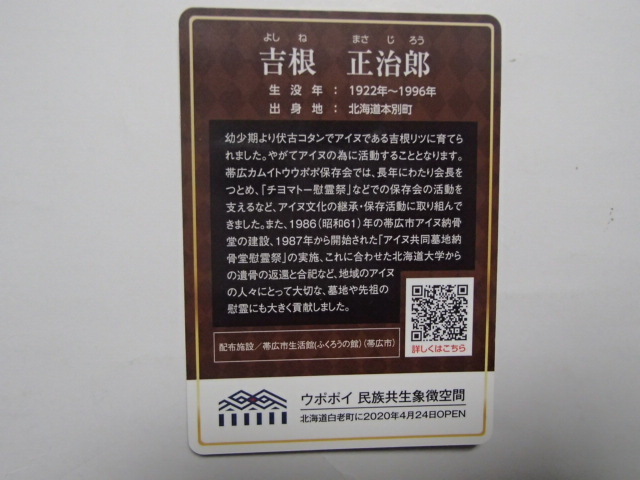 よし ね まさ じ ろう
吉根 正治郎
生没年：1922年～1996年
出身地：北海道本別町
幼少期より伏古コタンでアイヌである吉根リツに育てら
れました。やがてアイヌの為に活動することとなります。
帯広カムイトウウポポ保存会では、長年にわたり会長を
つとめ、「チヨマトー慰霊祭」などでの保存会の活動を
支えるなど、アイヌ文化の継承・保存活動に取り組んで
きました。また、1986（昭和61）年の帯広市アイヌ納骨
堂の建設、1987年から開始された「アイヌ共同墓地納
骨堂慰霊祭」の実施、これに合わせた北海道大学から
の遺骨の返還と合祀など、地域のアイヌ
の人々にとって大切な、墓地や先祖の
慰霊にも大きく貢献しました。
詳しくはこちら
配布施設／帯広市生活館(ふくろうの館)（帯広市）
ウポポイ 民族共生象徴空間
北海道白老町に2020年4月24日OPEN